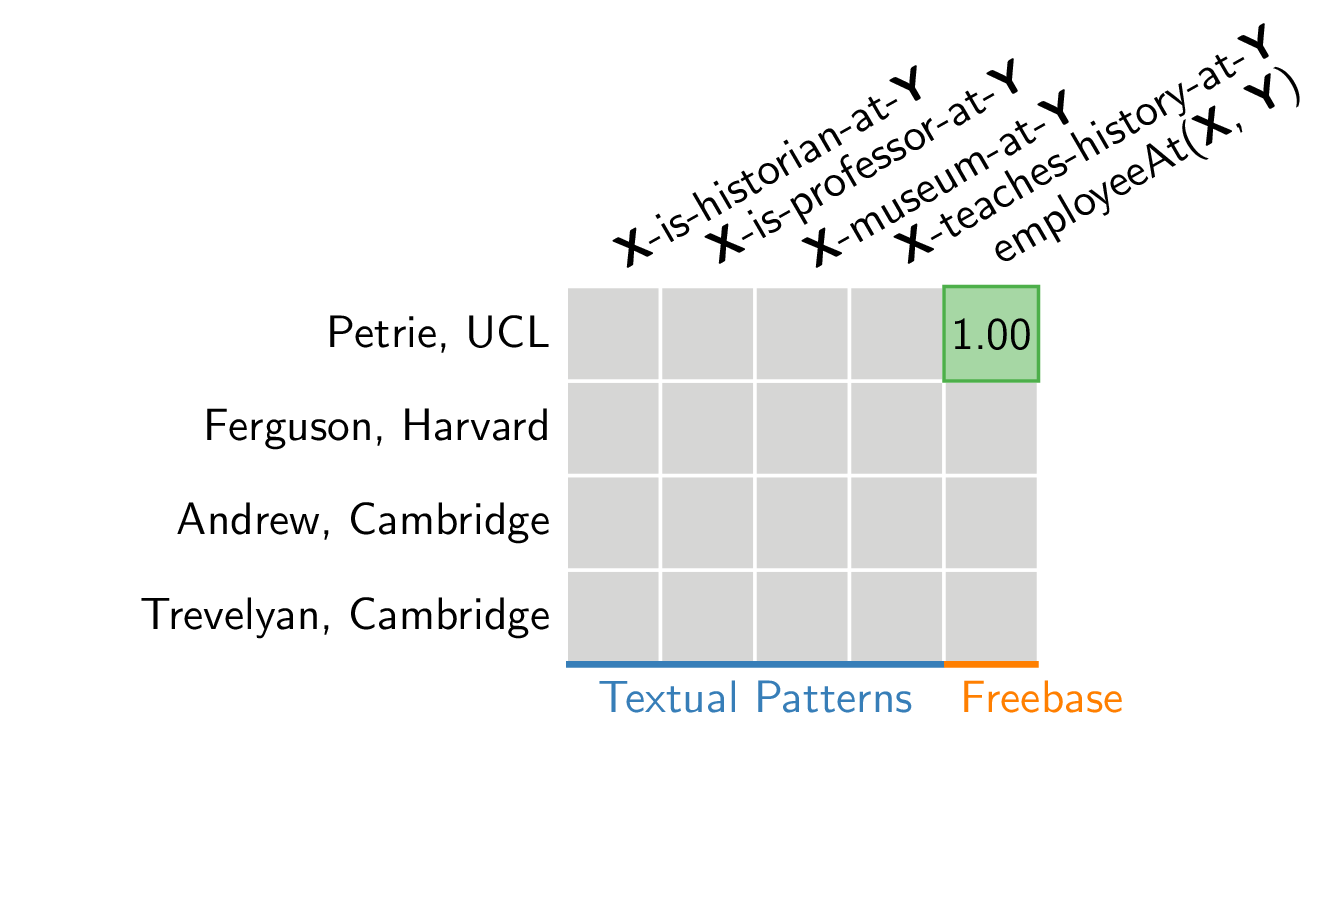 X-is-historian-at-Y
X-is-professor-at-Y
X-museum-at-Y
X-teaches-history-at-Y
employeeAt(X, Y)
Petrie, UCL
1.00
Ferguson, Harvard
Andrew, Cambridge
Trevelyan, Cambridge
Textual Patterns
Freebase